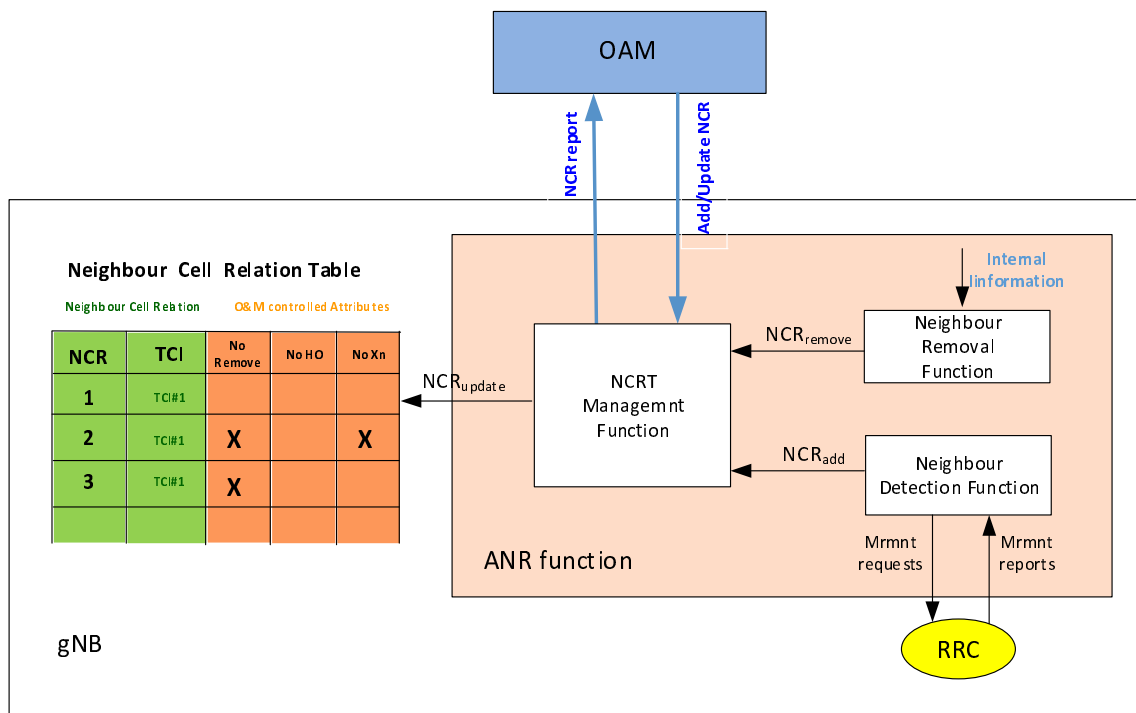 OAM
NCR report
Add/Update NCR
Neighbour Cell Relation Table
Neighbour Cell Relation
O&M controlled Attributes
NCR TCI No Remove No HO No Xn
1 TCI#1
2 TCI#1 X X
3 TCI#1 X
NCRupdate
NCRT
Managemnt
Function
NCRremove
NCRadd
Internal
Iinformation
Neighbour
Removal
Function
Neighbour
Detection Function
Mrmnt
requests
Mrmnt
reports
ANR function
RRC
gNB